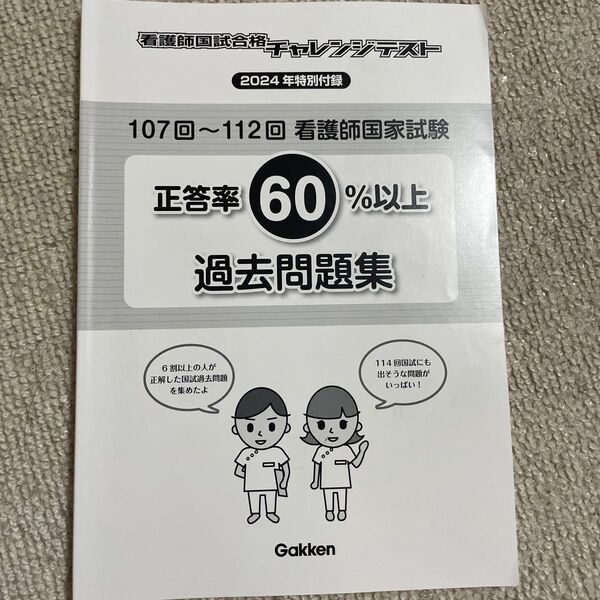 看護師国試合格チャレンジテスト
2024年特別付録
107回～112回 看護師国家試験
正答率60%以上
過去問題集
6割以上の人が
正解した国試過去問題
を集めたよ
114回国試にも
出そうな問題が
いっぱい！
Gakken